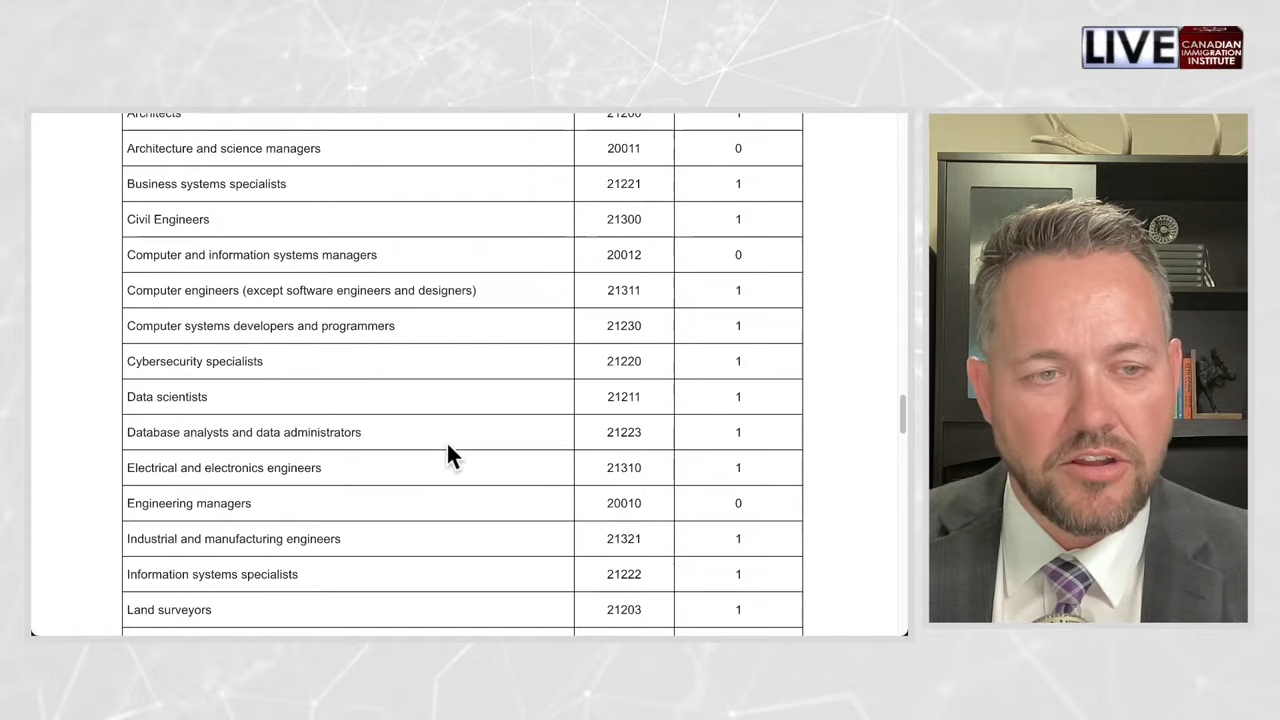 LIVE
CANADIAN
IMMIGRATION
INSTITUTE
Architects 21200 1
Architecture and science managers 20011 0
Business systems specialists 21221 1
Civil Engineers 21300 1
Computer and information systems managers 20012 0
Computer engineers (except software engineers and designers) 21311 1
Computer systems developers and programmers 21230 1
Cybersecurity specialists 21220 1
Data scientists 21211 1
Database analysts and data administrators 21223 1
Electrical and electronics engineers 21310 1
Engineering managers 20010 0
Industrial and manufacturing engineers 21321 1
Information systems specialists 21222 1
Land surveyors 21203 1